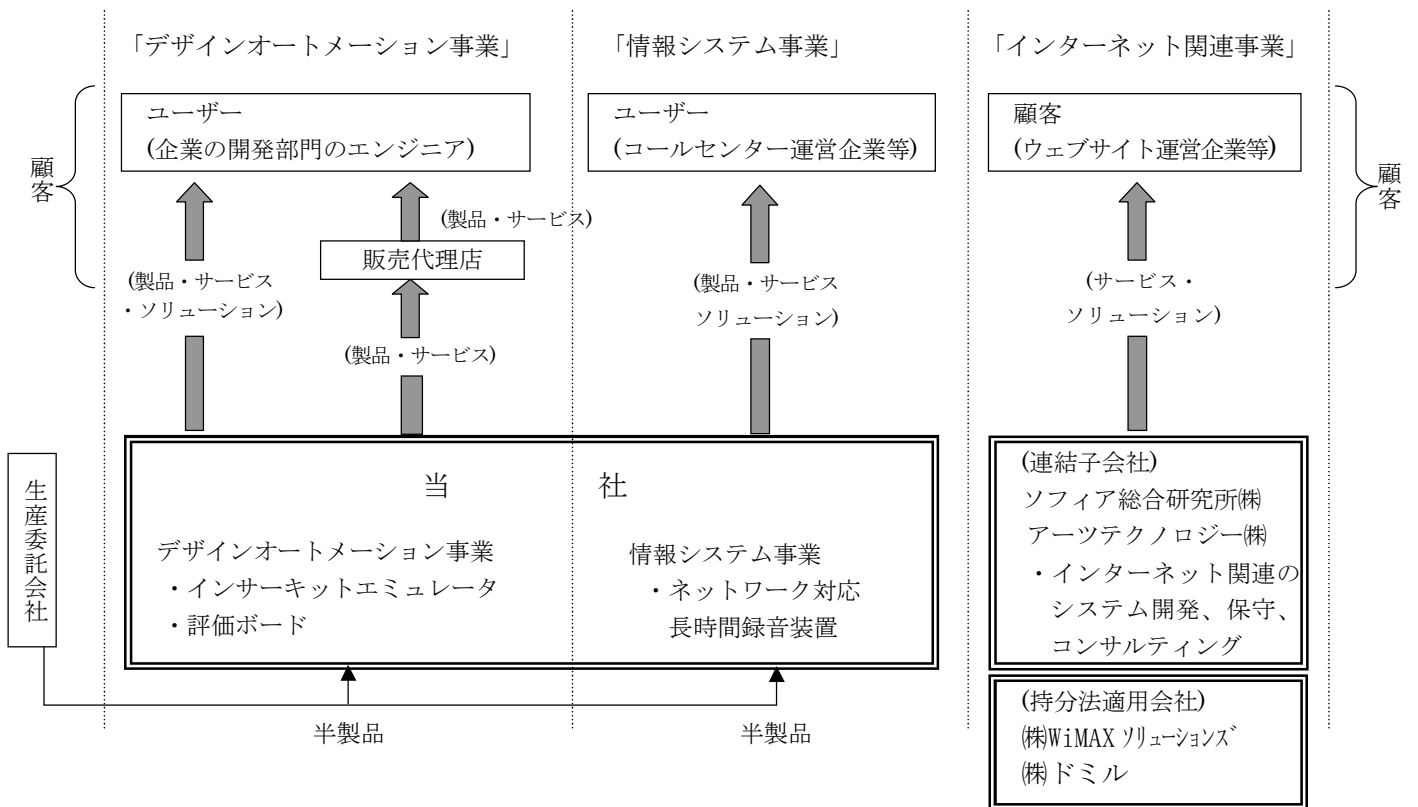 「デザインオートメーション事業」
「情報システム事業」
「インターネット関連事業」
顧客
ユーザー
(企業の開発部門のエンジニア)
ユーザー
(コールセンター運営企業等)
顧客
(ウェブサイト運営企業等)
顧客
(製品・サービス)
販売代理店
(製品・サービス
・ソリューション)
(製品・サービス)
(製品・サービス
ソリューション)
(サービス・
ソリューション)
生産委託会社
当 社
デザインオートメーション事業
・インサーキットエミュレータ
・評価ボード
情報システム事業
・ネットワーク対応
長時間録音装置
(連結子会社)
ソフィア総合研究所㈱
アーツテクノロジー㈱
・インターネット関連の
システム開発、保守、
コンサルティング
(持分法適用会社)
㈱WiMAX ソリューションズ
㈱ドミル
半製品
半製品